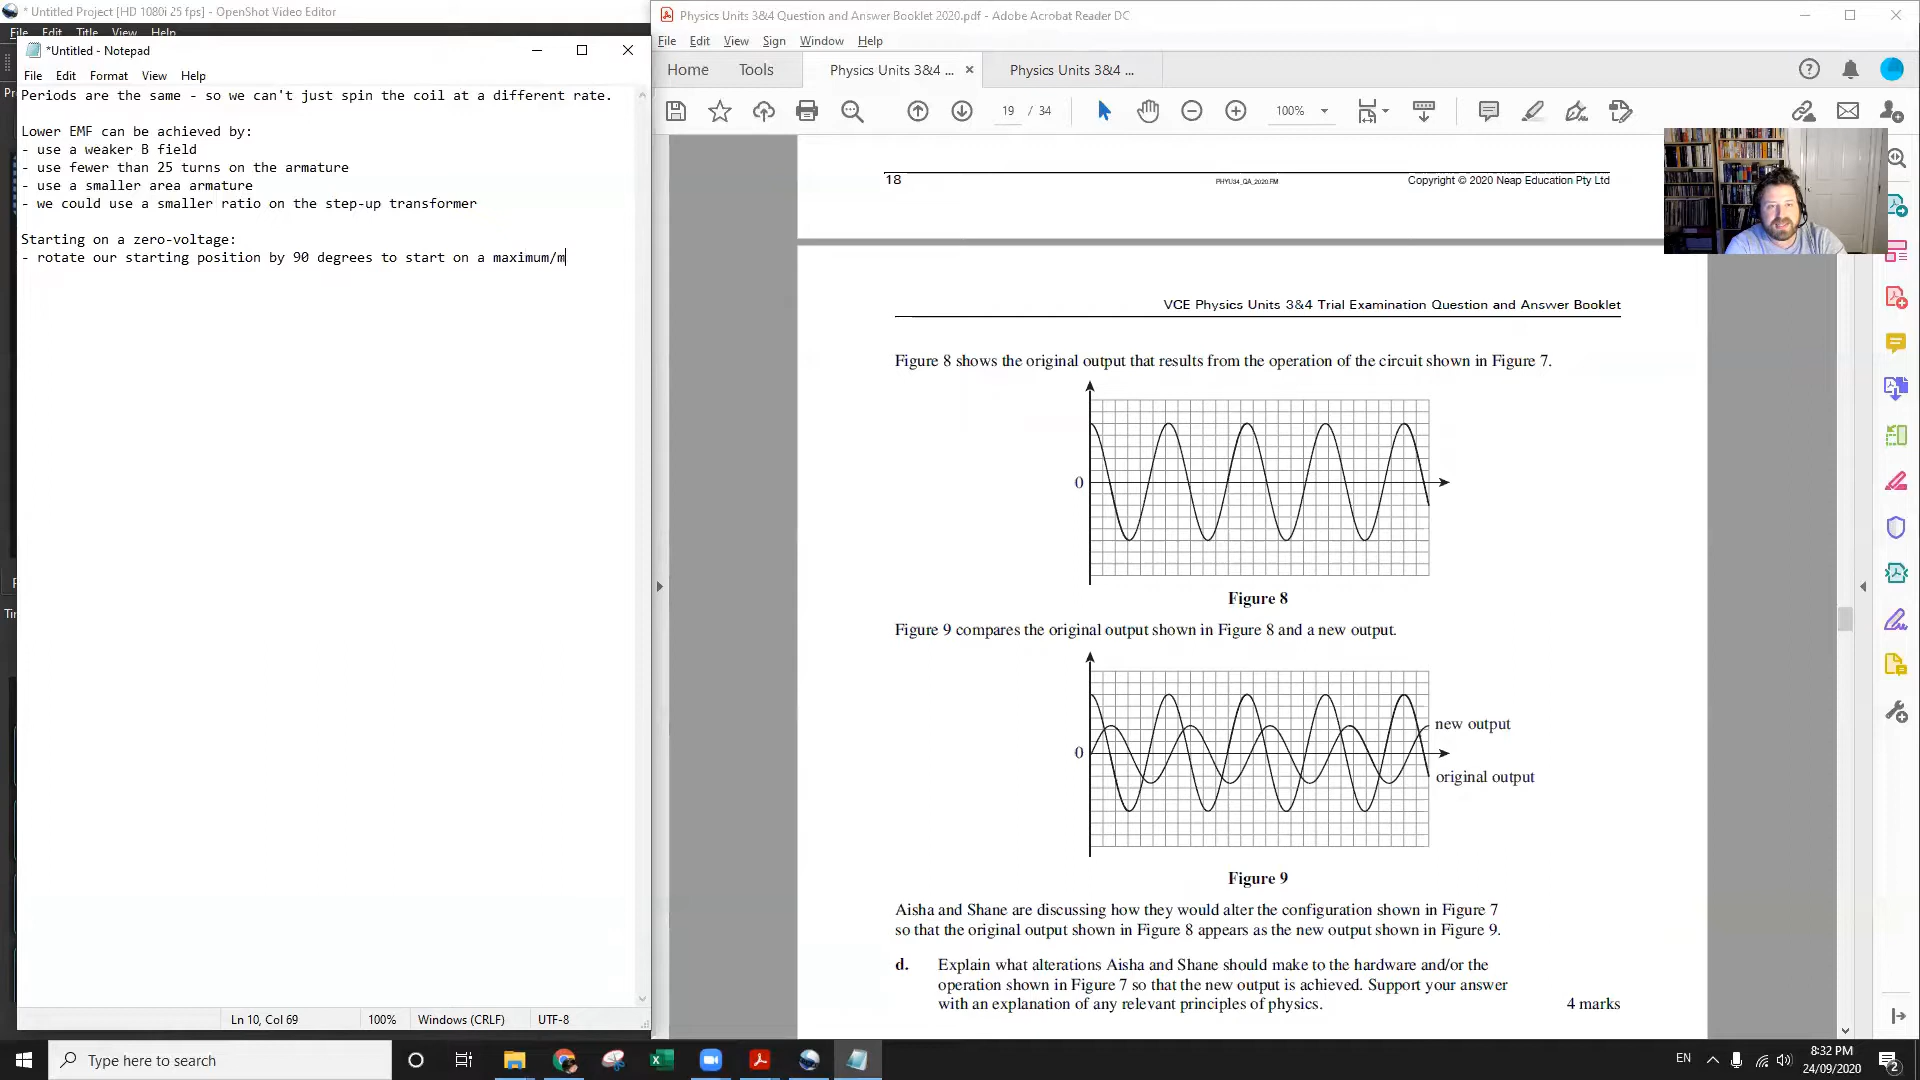 * Untitled Project [HD 1080i 25 fps] - OpenShot Video Editor
File Edit Title View Help
*Untitled - Notepad
File Edit Format View Help
Periods are the same - so we can't just spin the coil at a different rate.
Lower EMF can be achieved by:
- use a weaker B field
- use fewer than 25 turns on the armature
- use a smaller area armature
- we could use a smaller ratio on the step-up transformer
Starting on a zero-voltage:
- rotate our starting position by 90 degrees to start on a maximum/m
Ln 10, Col 69 100% Windows (CRLF) UTF-8
Physics Units 3&4 Question and Answer Booklet 2020.pdf - Adobe Acrobat Reader DC
File Edit View Sign Window Help
Home Tools Physics Units 3&4 ... × Physics Units 3&4 ...
19 / 34 100%
18 PHYU34_QA_2020.FM Copyright © 2020 Neap Education Pty Ltd
VCE Physics Units 3&4 Trial Examination Question and Answer Booklet
Figure 8 shows the original output that results from the operation of the circuit shown in Figure 7.
0
Figure 8
Figure 9 compares the original output shown in Figure 8 and a new output.
new output
0
original output
Figure 9
Aisha and Shane are discussing how they would alter the configuration shown in Figure 7
so that the original output shown in Figure 8 appears as the new output shown in Figure 9.
d. Explain what alterations Aisha and Shane should make to the hardware and/or the
operation shown in Figure 7 so that the new output is achieved. Support your answer
with an explanation of any relevant principles of physics. 4 marks
Type here to search
EN
8:32 PM
24/09/2020
2